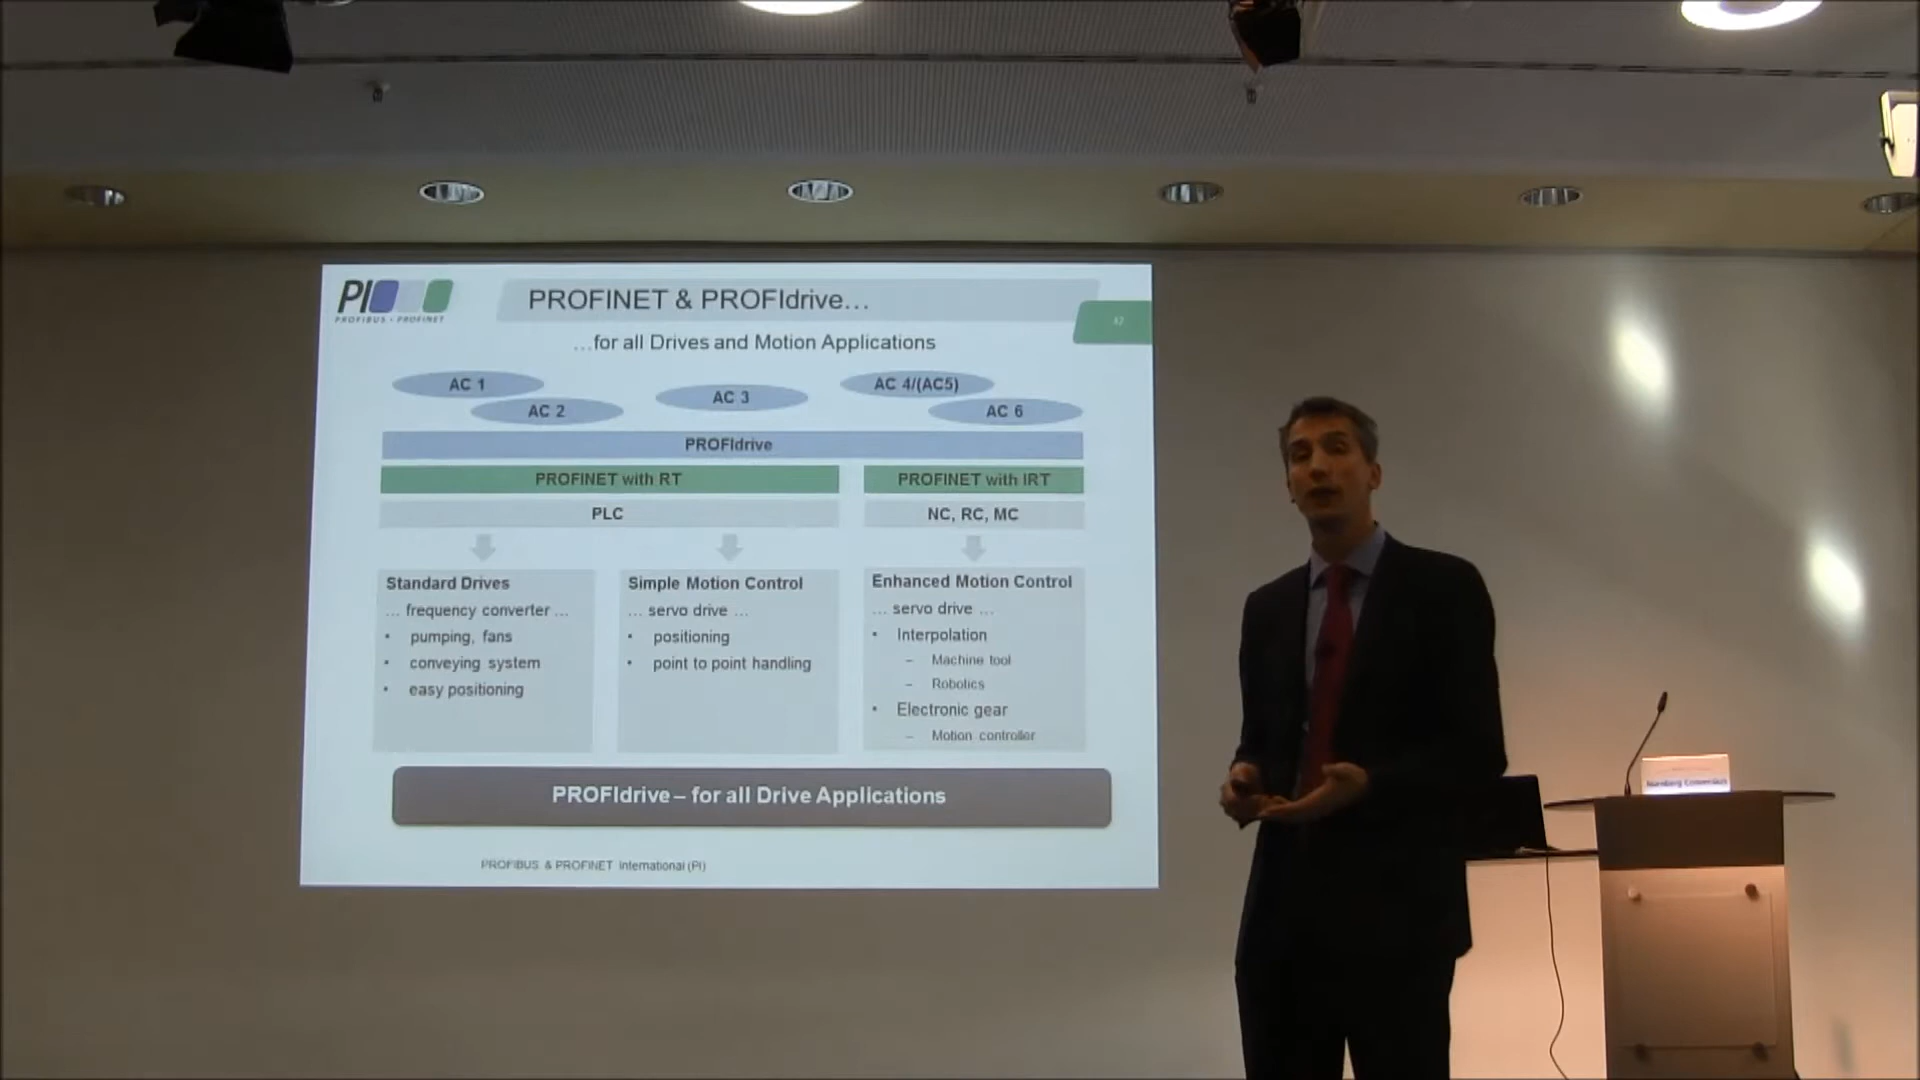 PI
PROFIBUS • PROFINET
PROFINET & PROFIdrive…
…for all Drives and Motion Applications
AC 1
AC 2
AC 3
AC 4/(AC5)
AC 6
PROFIdrive
PROFINET with RT
PROFINET with IRT
PLC
NC, RC, MC
Standard Drives
… frequency converter …
• pumping, fans
• conveying system
• easy positioning
Simple Motion Control
… servo drive …
• positioning
• point to point handling
Enhanced Motion Control
… servo drive …
• Interpolation
– Machine tool
– Robotics
• Electronic gear
– Motion controller
PROFIdrive – for all Drive Applications
PROFIBUS & PROFINET International (PI)
Nürnberg Convention